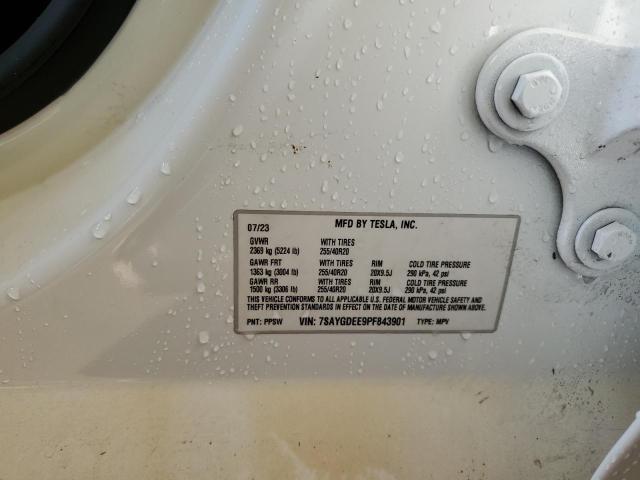 07/23 MFD BY TESLA, INC.
GVWR WITH TIRES
2369 kg (5224 lb) 255/40R20
GAWR FRT WITH TIRES RIM COLD TIRE PRESSURE
1363 kg (3004 lb) 255/40R20 20X9.5J 290 kPa, 42 psi
GAWR RR WITH TIRES RIM COLD TIRE PRESSURE
1500 kg (3306 lb) 255/40R20 20X9.5J 290 kPa, 42 psi
THIS VEHICLE CONFORMS TO ALL APPLICABLE U.S. FEDERAL MOTOR VEHICLE SAFETY AND
THEFT PREVENTION STANDARDS IN EFFECT ON THE DATE OF MANUFACTURE SHOWN ABOVE.
PNT: PPSW VIN: 7SAYGDEE9PF843901 TYPE: MPV